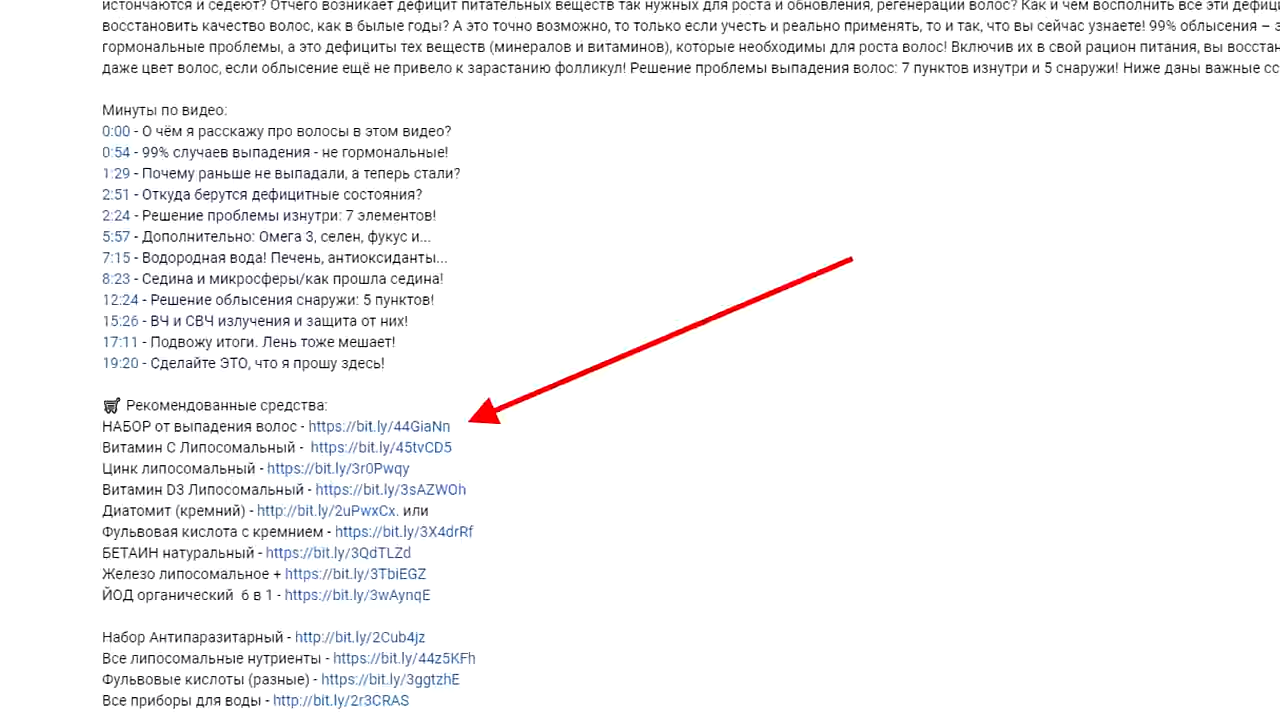 истончаются и седеют? Отчего возникает дефицит питательных веществ так нужных для роста и обновления, регенерации волос? Как и чем восполнить все эти дефици
восстановить качество волос, как в былые годы? А это точно возможно, то только если учесть и реально применять, то и так, что вы сейчас узнаете! 99% облысения – э
гормональные проблемы, а это дефициты тех веществ (минералов и витаминов), которые необходимы для роста волос! Включив их в свой рацион питания, вы восстан
даже цвет волос, если облысение ещё не привело к зарастанию фолликул! Решение проблемы выпадения волос: 7 пунктов изнутри и 5 снаружи! Ниже даны важные сс
Минуты по видео:
0:00 - О чём я расскажу про волосы в этом видео?
0:54 - 99% случаев выпадения - не гормональные!
1:29 - Почему раньше не выпадали, а теперь стали?
2:51 - Откуда берутся дефицитные состояния?
2:24 - Решение проблемы изнутри: 7 элементов!
5:57 - Дополнительно: Омега 3, селен, фукус и...
7:15 - Водородная вода! Печень, антиоксиданты...
8:23 - Седина и микросферы/как прошла седина!
12:24 - Решение облысения снаружи: 5 пунктов!
15:26 - ВЧ и СВЧ излучения и защита от них!
17:11 - Подвожу итоги. Лень тоже мешает!
19:20 - Сделайте ЭТО, что я прошу здесь!
Рекомендованные средства:
НАБОР от выпадения волос - https://bit.ly/44GiaNn
Витамин С Липосомальный - https://bit.ly/45tvCD5
Цинк липосомальный - https://bit.ly/3r0Pwqy
Витамин D3 Липосомальный - https://bit.ly/3sAZWOh
Диатомит (кремний) - http://bit.ly/2uPwxCx. или
Фульвовая кислота с кремнием - https://bit.ly/3X4drRf
БЕТАИН натуральный - https://bit.ly/3QdTLZd
Железо липосомальное + https://bit.ly/3TbiEGZ
ЙОД органический 6 в 1 - https://bit.ly/3wAynqE
Набор Антипаразитарный - http://bit.ly/2Cub4jz
Все липосомальные нутриенты - https://bit.ly/44z5KFh
Фульвовые кислоты (разные) - https://bit.ly/3ggtzhE
Все приборы для воды - http://bit.ly/2r3CRAS